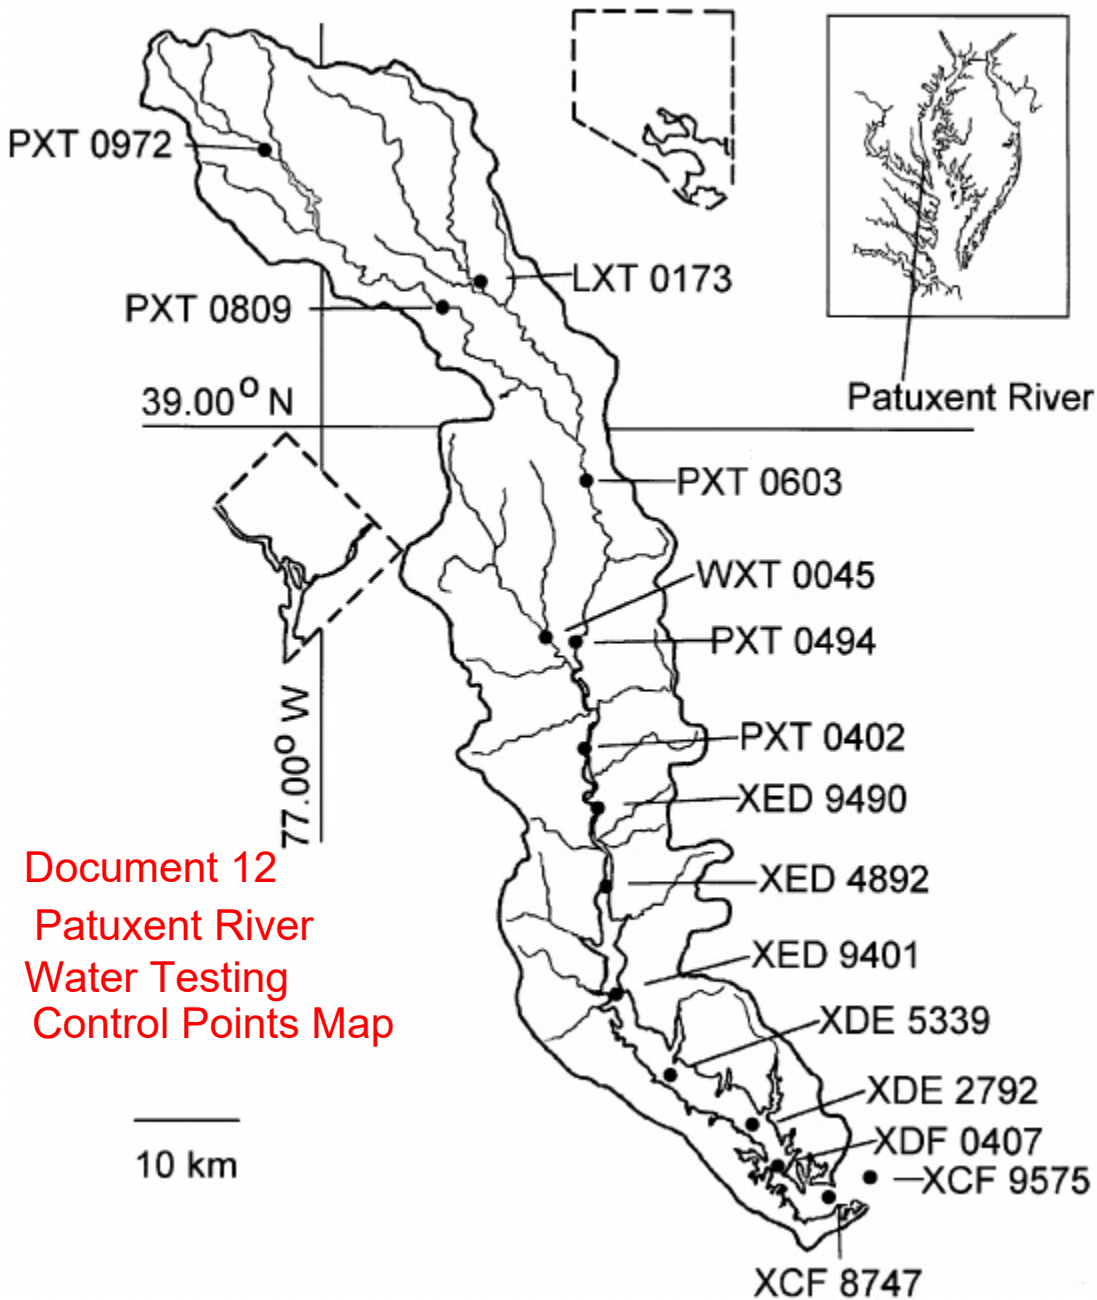 PXT 0972
LXT 0173
PXT 0809
Patuxent River
39.00° N
PXT 0603
WXT 0045
PXT 0494
77.00° W
PXT 0402
XED 9490
XED 4892
XED 9401
XDE 5339
XDE 2792
XDF 0407
XCF 9575
XCF 8747
Document 12
Patuxent River
Water Testing
Control Points Map
10 km